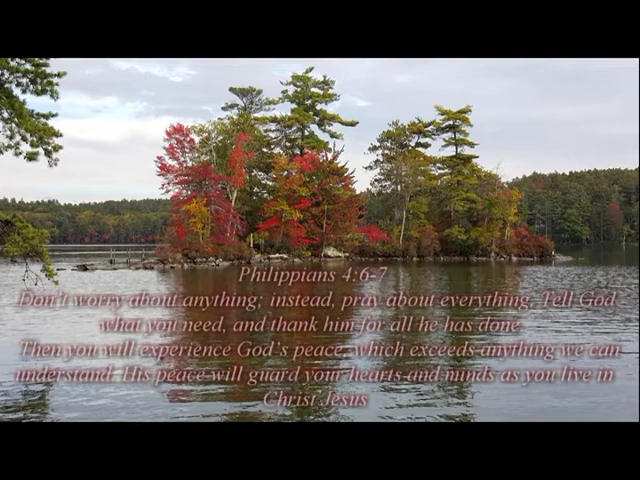 Philippians 4:6-7
Don't worry about anything; instead, pray about everything. Tell God
what you need, and thank him for all he has done
Then you will experience God's peace, which exceeds anything we can
understand. His peace will guard your hearts and minds as you live in
Christ Jesus